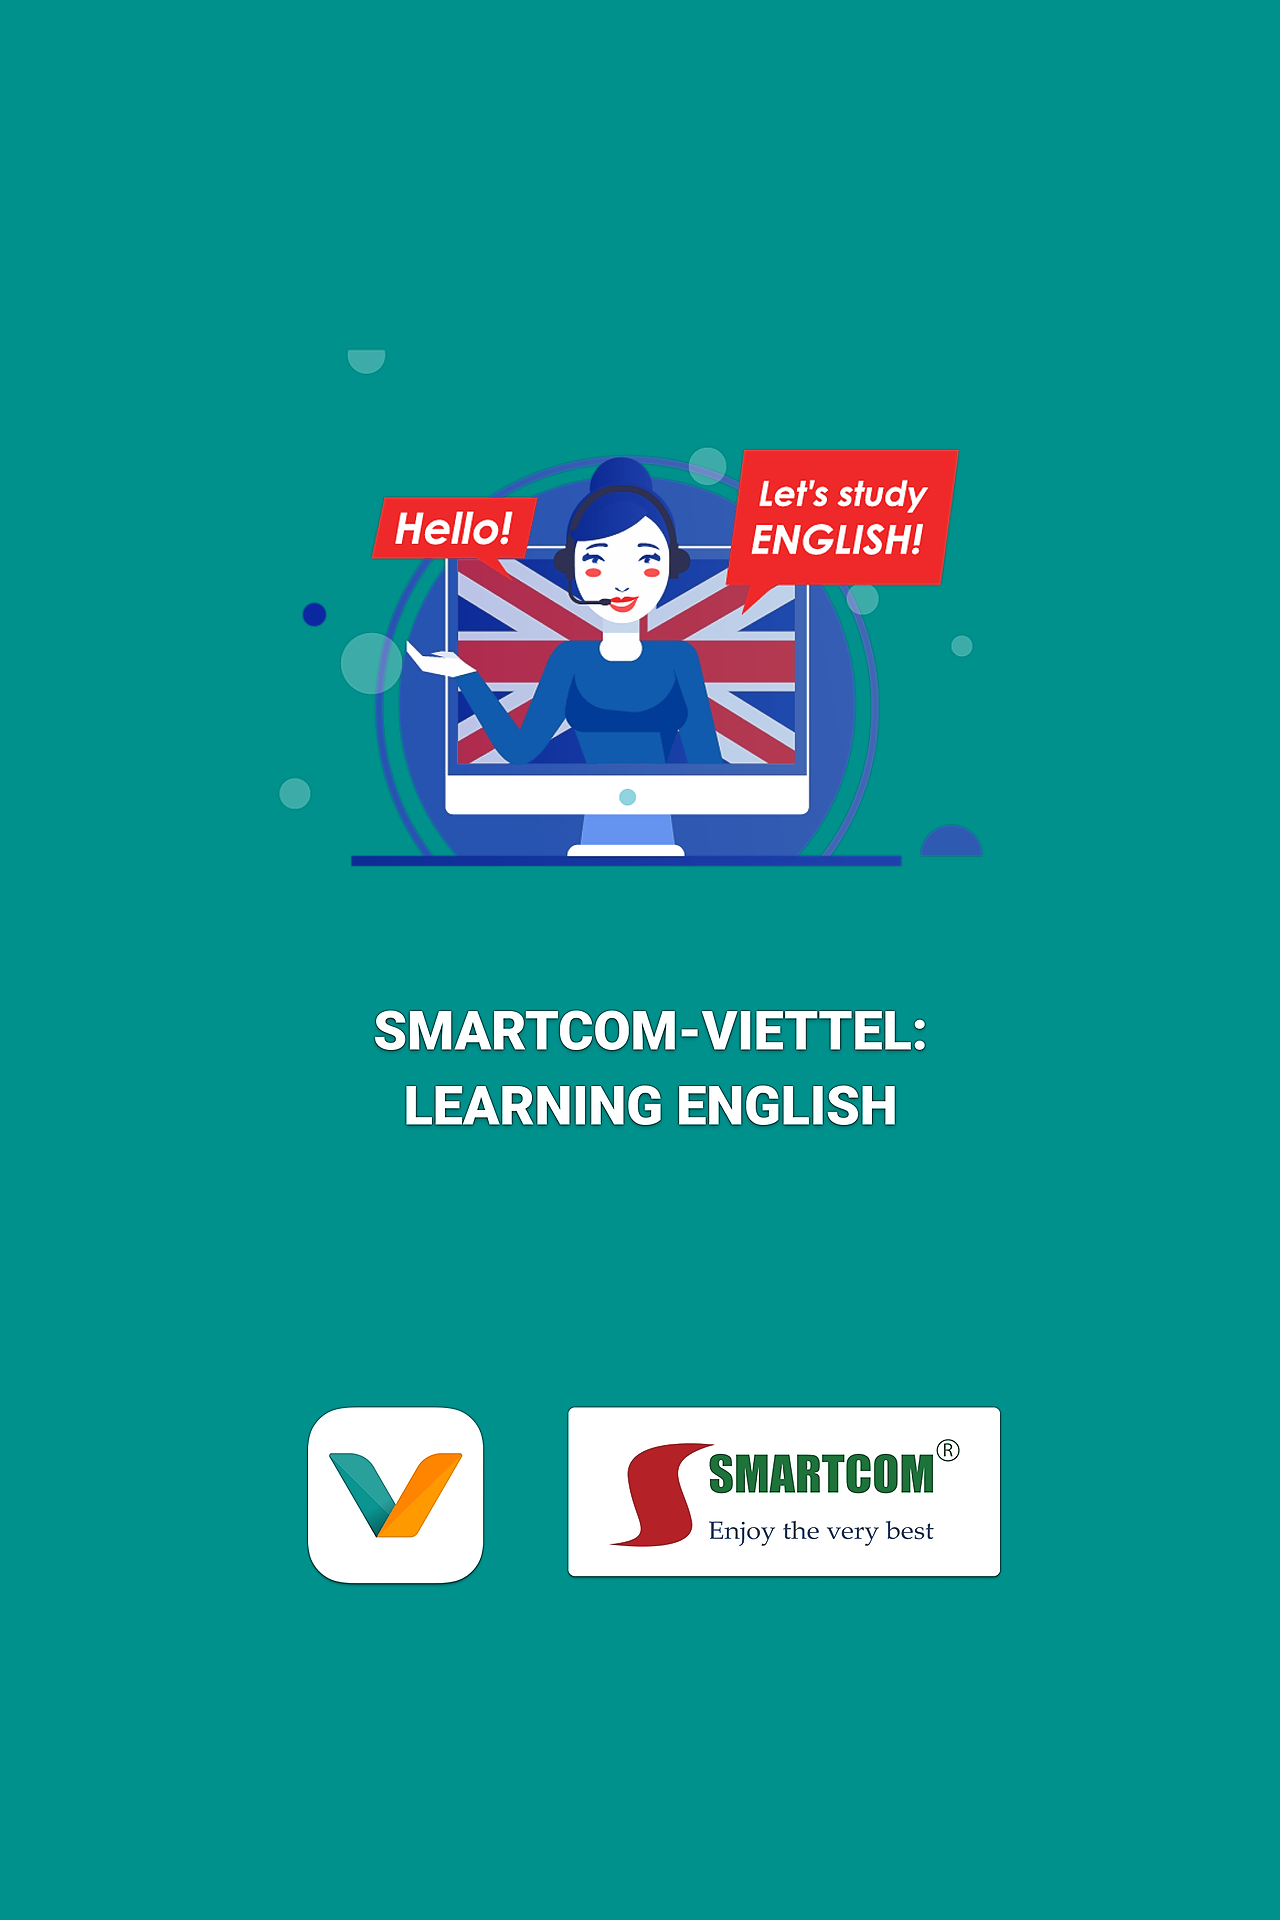 Hello!
Let's study
ENGLISH!
SMARTCOM-VIETTEL:
LEARNING ENGLISH
SMARTCOM®
Enjoy the very best